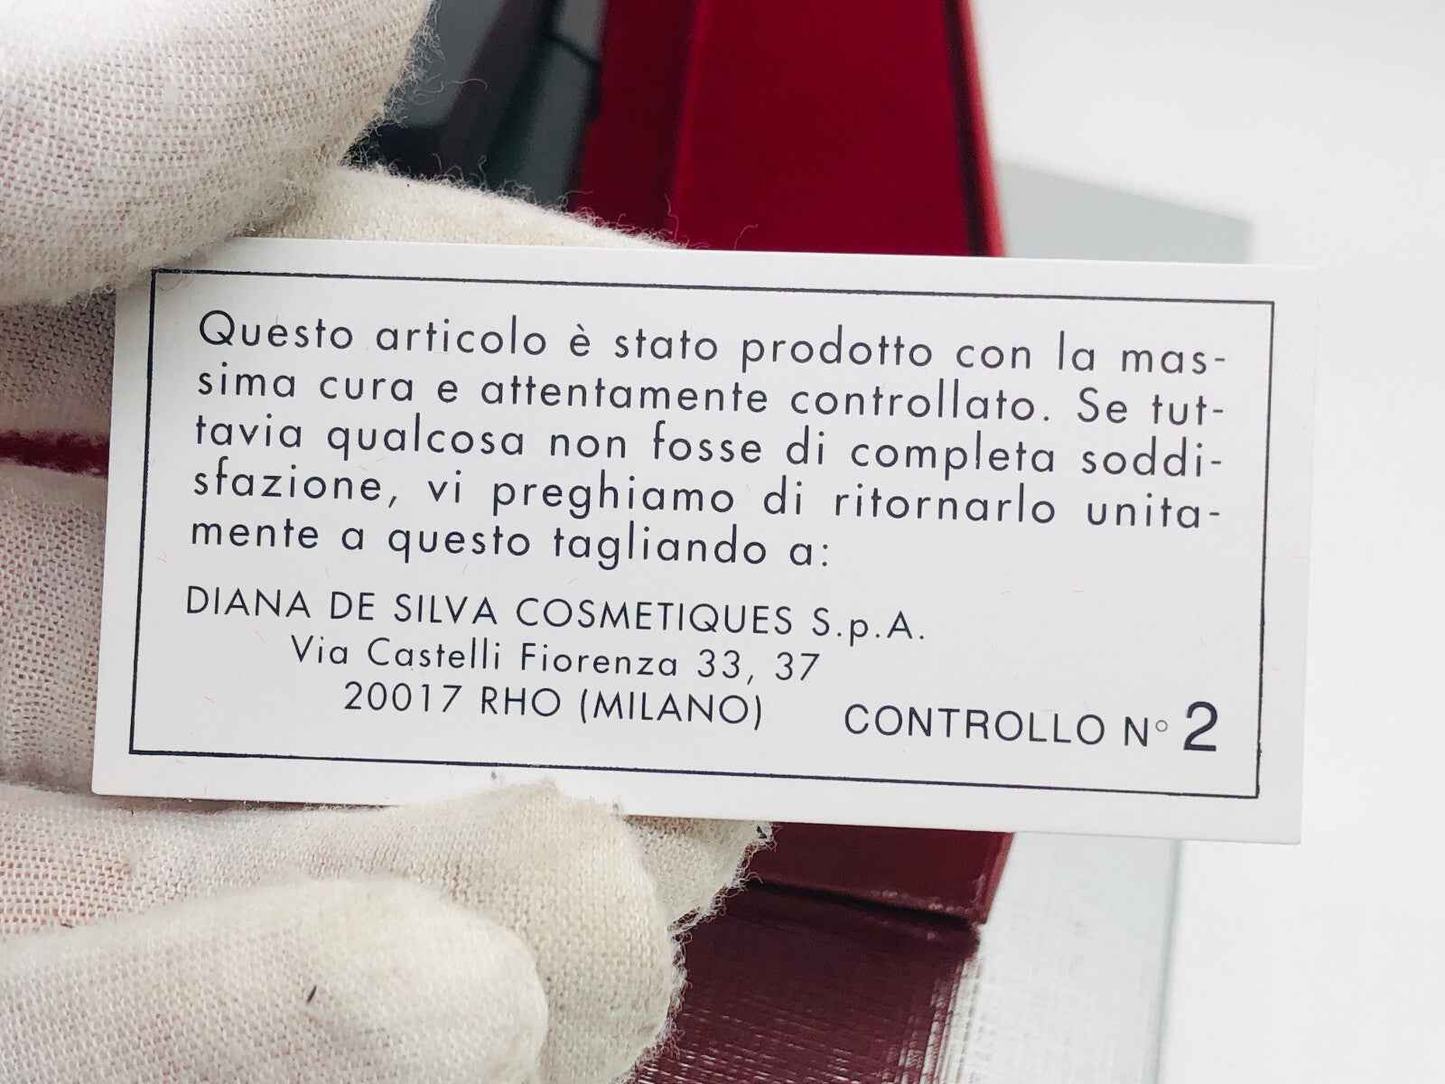 Questo articolo è stato prodotto con la mas-
sima cura e attentamente controllato. Se tut-
tavia qualcosa non fosse di completa soddi-
sfazione, vi preghiamo di ritornarlo unita-
mente a questo tagliando a:
DIANA DE SILVA COSMETIQUES S.p.A.
Via Castelli Fiorenza 33, 37
20017 RHO (MILANO) CONTROLLO N° 2